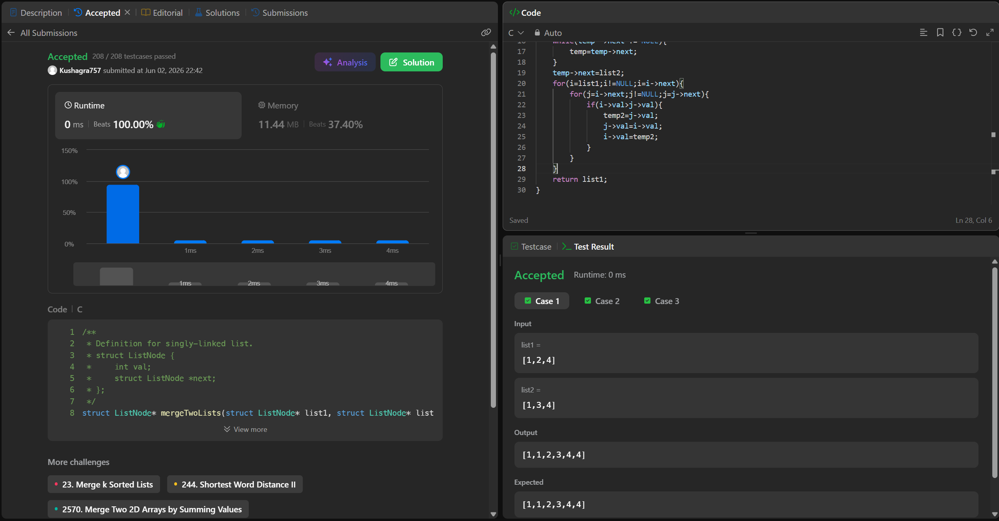 Description
Accepted
Editorial
Solutions
Submissions
All Submissions
Accepted 208 / 208 testcases passed
Kushagra757 submitted at Jun 02, 2026 22:42
Analysis
Solution
Runtime
0 ms | Beats 100.00%
Memory
11.44 MB | Beats 37.40%
150%
100%
50%
0%
1ms 2ms 3ms 4ms
1ms 2ms 3ms 4ms
Code | C
1 /**
2  * Definition for singly-linked list.
3  * struct ListNode {
4  *     int val;
5  *     struct ListNode *next;
6  * };
7  */
8 struct ListNode* mergeTwoLists(struct ListNode* list1, struct ListNode* list
View more
More challenges
23. Merge k Sorted Lists
244. Shortest Word Distance II
2570. Merge Two 2D Arrays by Summing Values
</> Code
C
Auto
17         temp=temp->next;
18     }
19     temp->next=list2;
20     for(i=list1;i!=NULL;i=i->next){
21         for(j=i->next;j!=NULL;j=j->next){
22             if(i->val>j->val){
23                 temp2=j->val;
24                 j->val=i->val;
25                 i->val=temp2;
26             }
27         }
28     }
29     return list1;
30 }
Saved
Ln 28, Col 6
Testcase
Test Result
Accepted Runtime: 0 ms
Case 1
Case 2
Case 3
Input
list1 =
[1,2,4]
list2 =
[1,3,4]
Output
[1,1,2,3,4,4]
Expected
[1,1,2,3,4,4]